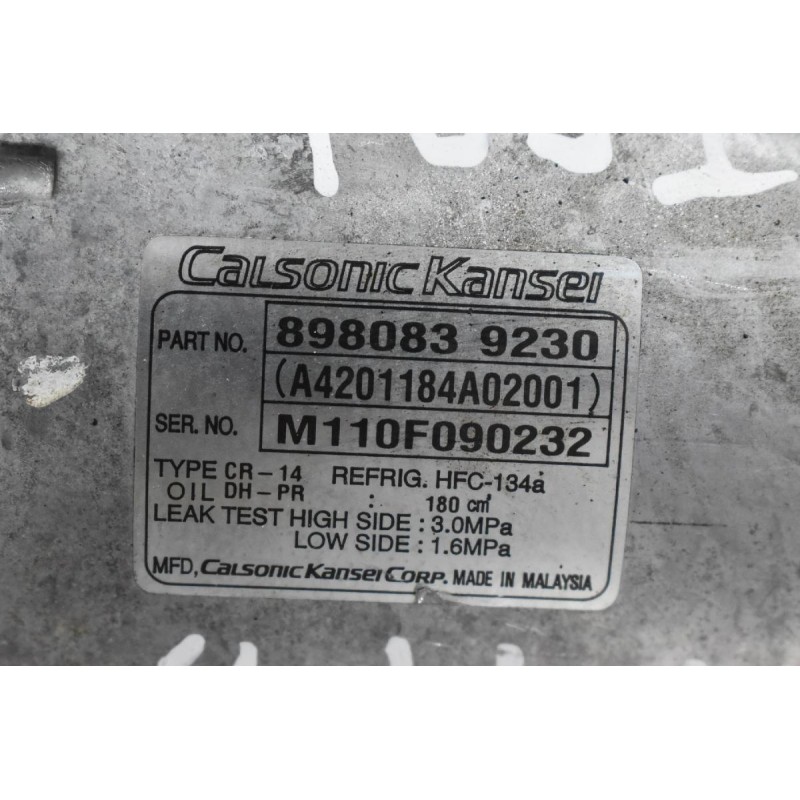 CALSONIC KANSEI
PART NO. 898083 9230
(A4201184A02001)
SER. NO. M110F090232
TYPE CR-14 REFRIG. HFC-134a
OIL DH-PR : 180 cm³
LEAK TEST HIGH SIDE : 3.0MPa
LOW SIDE : 1.6MPa
MFD, CALSONIC KANSEI CORP. MADE IN MALAYSIA